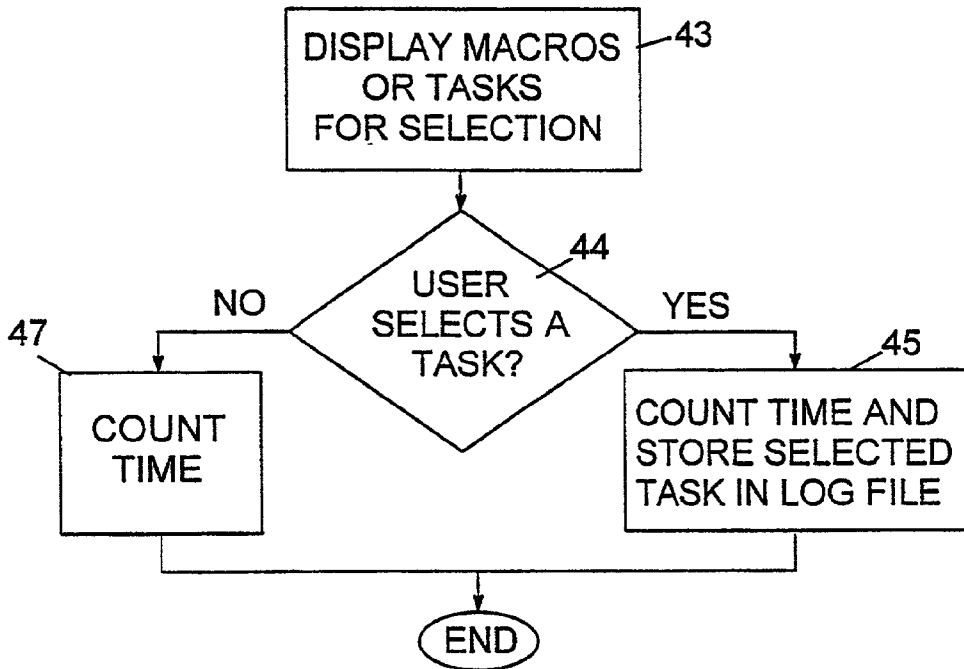 DISPLAY MACROS
OR TASKS
FOR SELECTION
43
USER
SELECTS A
TASK?
44
NO
YES
47
COUNT
TIME
45
COUNT TIME AND
STORE SELECTED
TASK IN LOG FILE
END